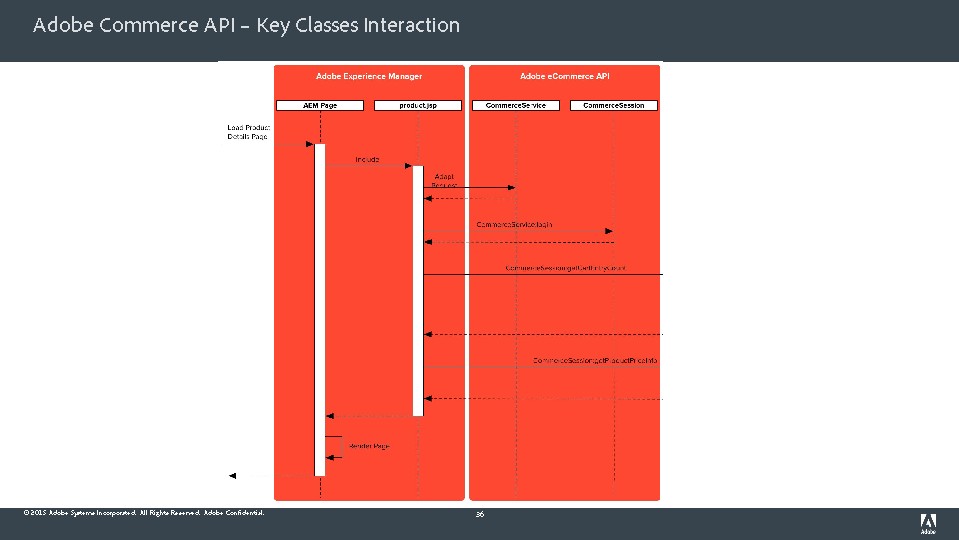 Adobe Commerce API – Key Classes Interaction
Adobe Experience Manager
Adobe eCommerce API
AEM Page
product.jsp
CommerceService
CommerceSession
Load Product
Details Page
Include
Adapt
Request
CommerceService:login
CommerceSession:getCartEntryCount
CommerceSession:getProductPriceInfo
Render Page
© 2015 Adobe Systems Incorporated. All Rights Reserved. Adobe Confidential.
36
Adobe